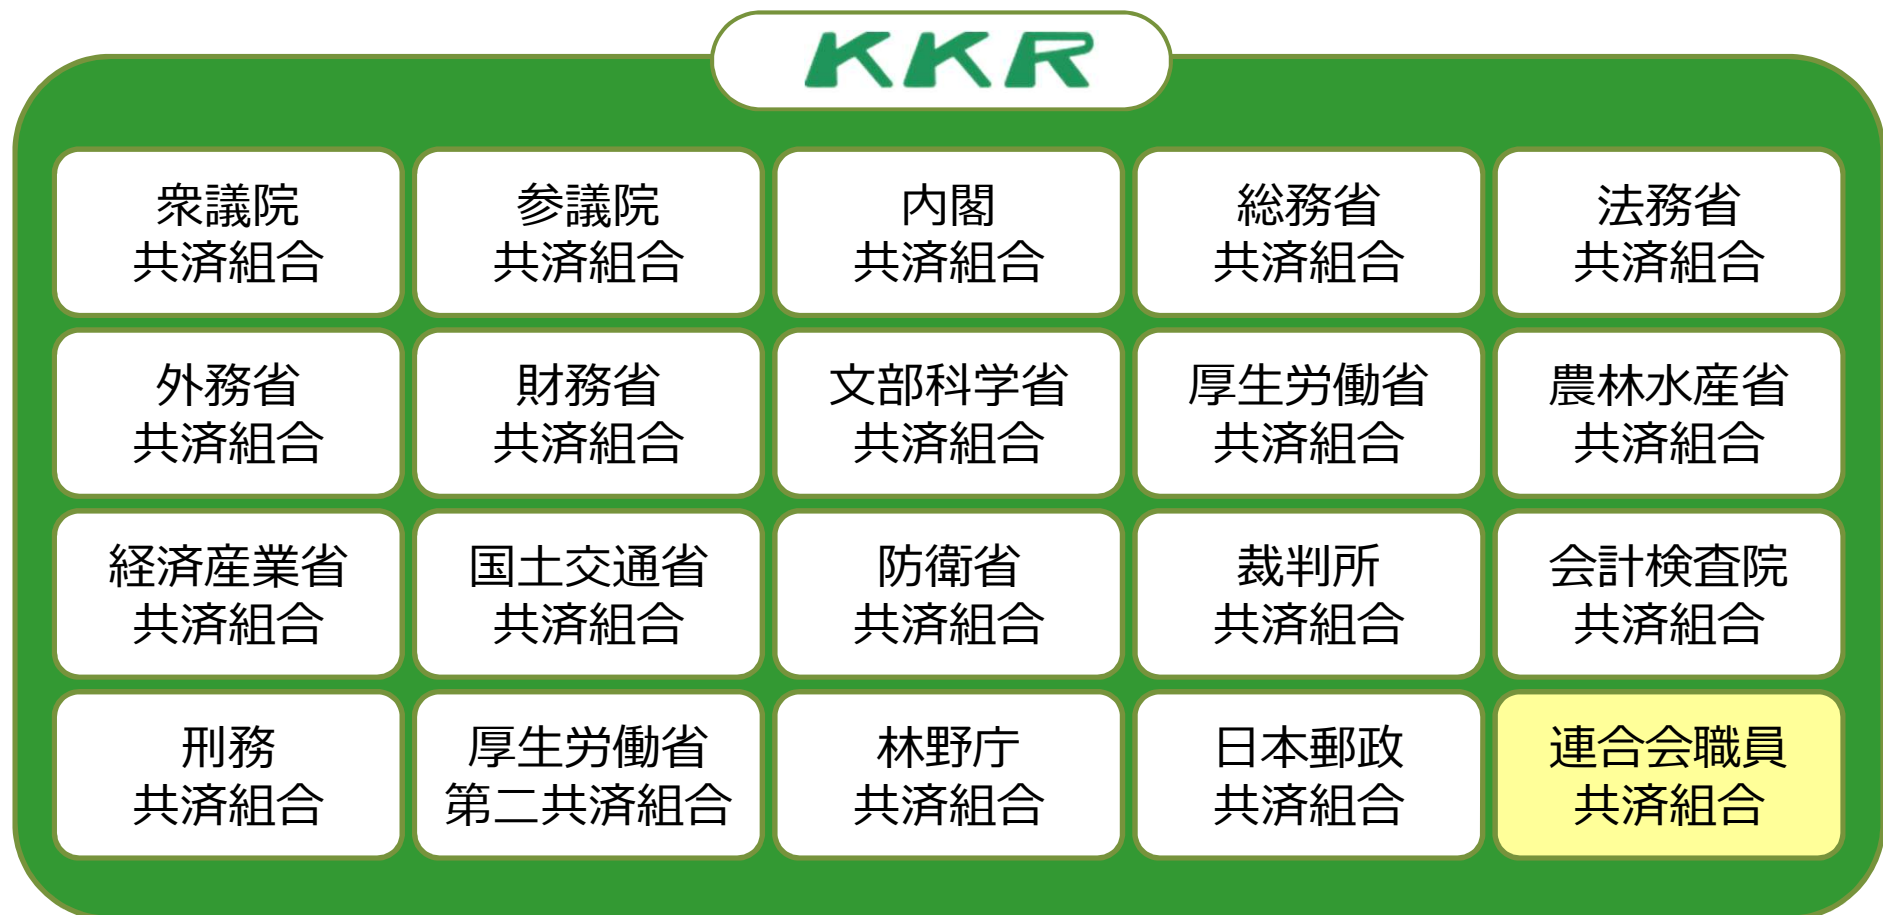 KKR
衆議院
共済組合
参議院
共済組合
内閣
共済組合
総務省
共済組合
法務省
共済組合
外務省
共済組合
財務省
共済組合
文部科学省
共済組合
厚生労働省
共済組合
農林水産省
共済組合
経済産業省
共済組合
国土交通省
共済組合
防衛省
共済組合
裁判所
共済組合
会計検査院
共済組合
刑務
共済組合
厚生労働省
第二共済組合
林野庁
共済組合
日本郵政
共済組合
連合会職員
共済組合